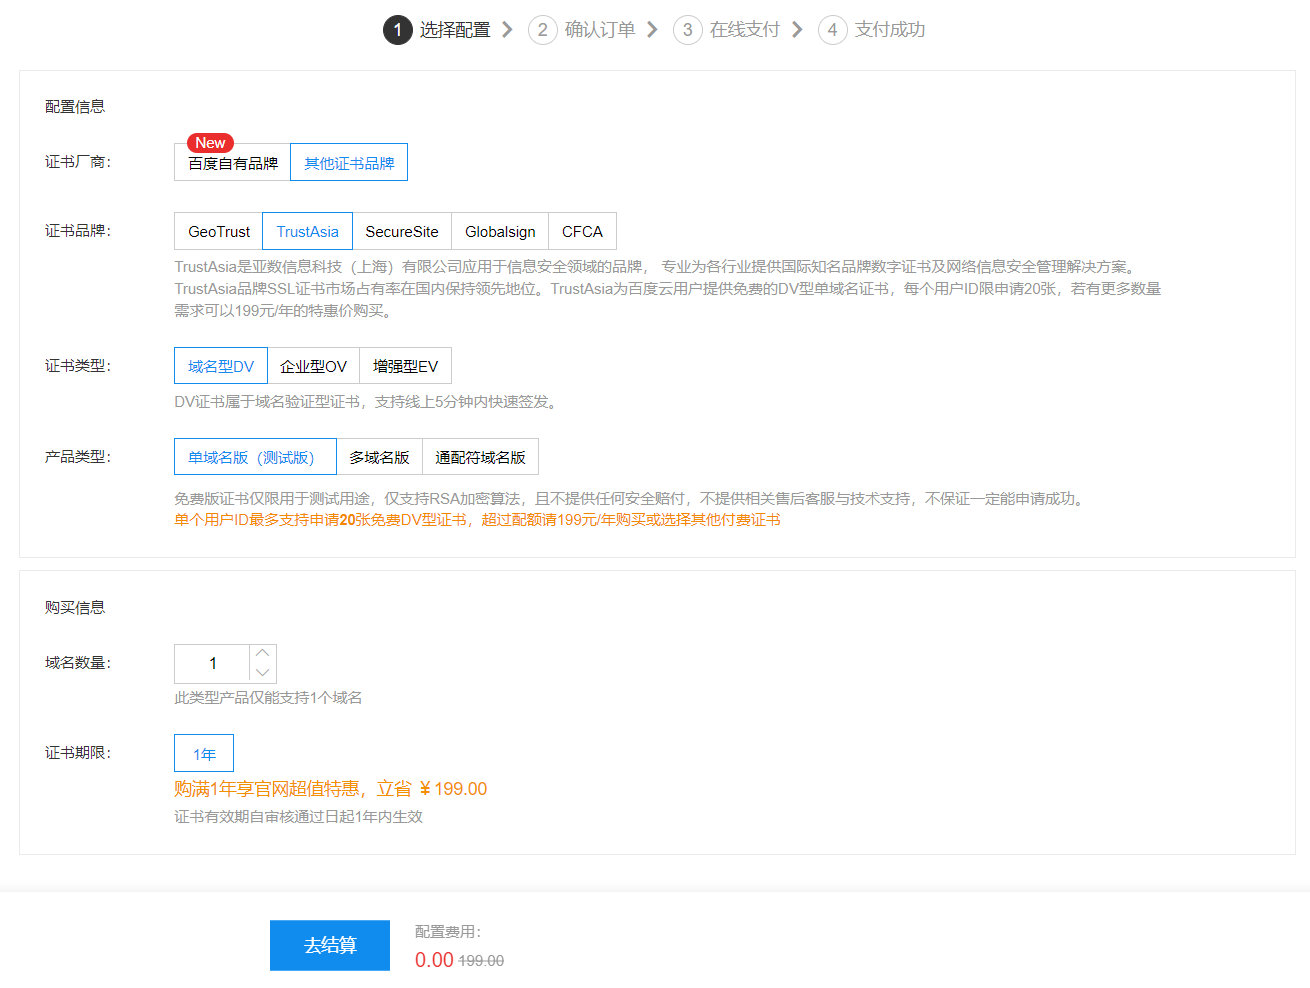 1 选择配置 2 确认订单 3 在线支付 4 支付成功
配置信息
New
证书厂商： 百度自有品牌 其他证书品牌
证书品牌： GeoTrust TrustAsia SecureSite Globalsign CFCA
TrustAsia是亚数信息科技（上海）有限公司应用于信息安全领域的品牌， 专业为各行业提供国际知名品牌数字证书及网络信息安全管理解决方案。
TrustAsia品牌SSL证书市场占有率在国内保持领先地位。TrustAsia为百度云用户提供免费的DV型单域名证书，每个用户ID限申请20张，若有更多数量
需求可以199元/年的特惠价购买。
证书类型： 域名型DV 企业型OV 增强型EV
DV证书属于域名验证型证书，支持线上5分钟内快速签发。
产品类型： 单域名版（测试版） 多域名版 通配符域名版
免费版证书仅限用于测试用途，仅支持RSA加密算法，且不提供任何安全赔付，不提供相关售后客服与技术支持，不保证一定能申请成功。
单个用户ID最多支持申请20张免费DV型证书，超过配额请199元/年购买或选择其他付费证书
购买信息
域名数量： 1
此类型产品仅能支持1个域名
证书期限： 1年
购满1年享官网超值特惠，立省 ￥199.00
证书有效期自审核通过日起1年内生效
去结算
配置费用：
0.00 199.00